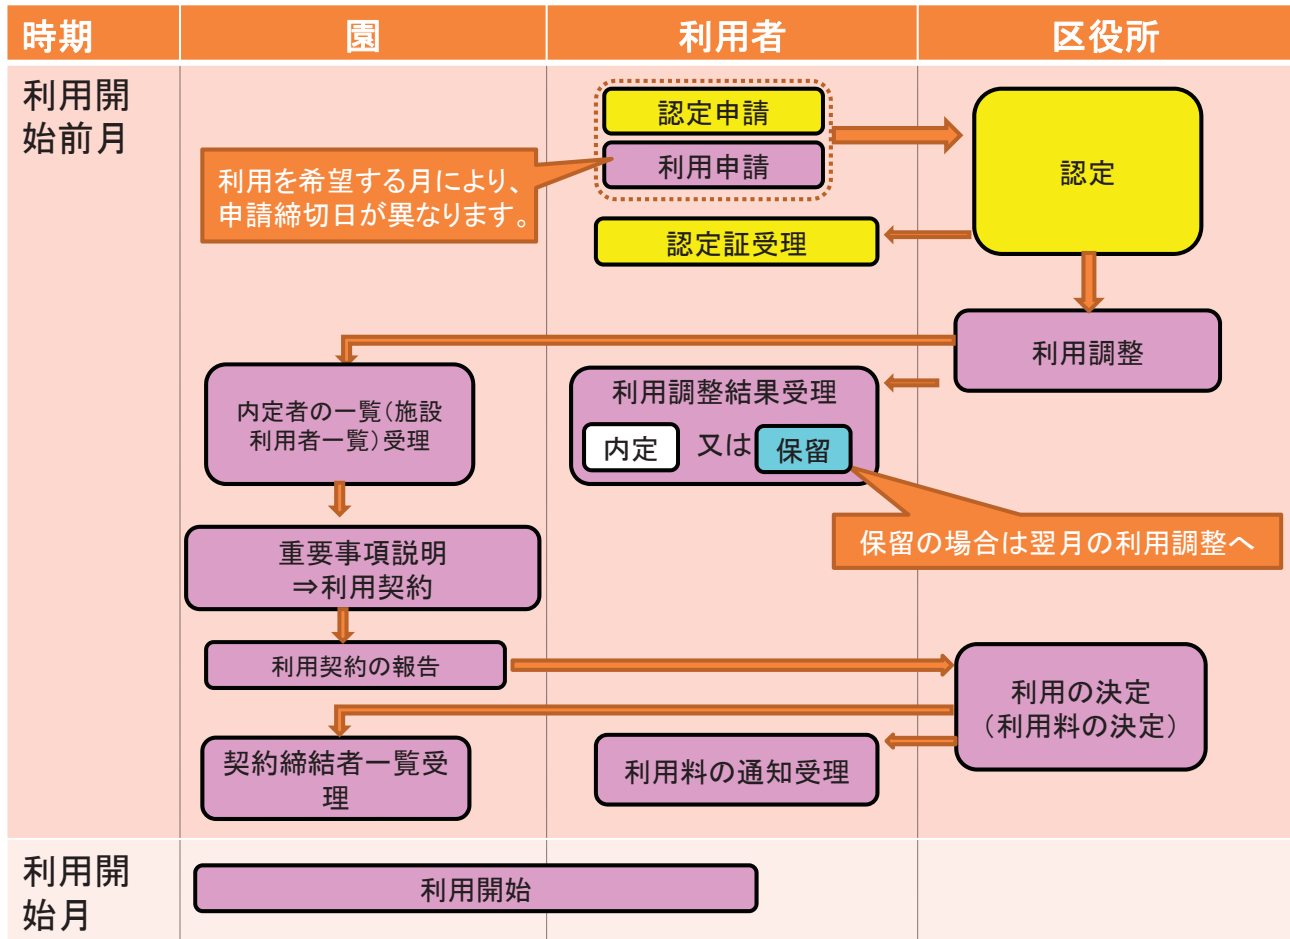 時期
園
利用者
区役所
利用開
始前月
認定申請
利用申請
認定
利用を希望する月により、
申請締切日が異なります。
認定証受理
利用調整
内定者の一覧（施設
利用者一覧）受理
利用調整結果受理
内定 又は 保留
保留の場合は翌月の利用調整へ
重要事項説明
⇒利用契約
利用契約の報告
利用の決定
（利用料の決定）
契約締結者一覧受
理
利用料の通知受理
利用開
始月
利用開始